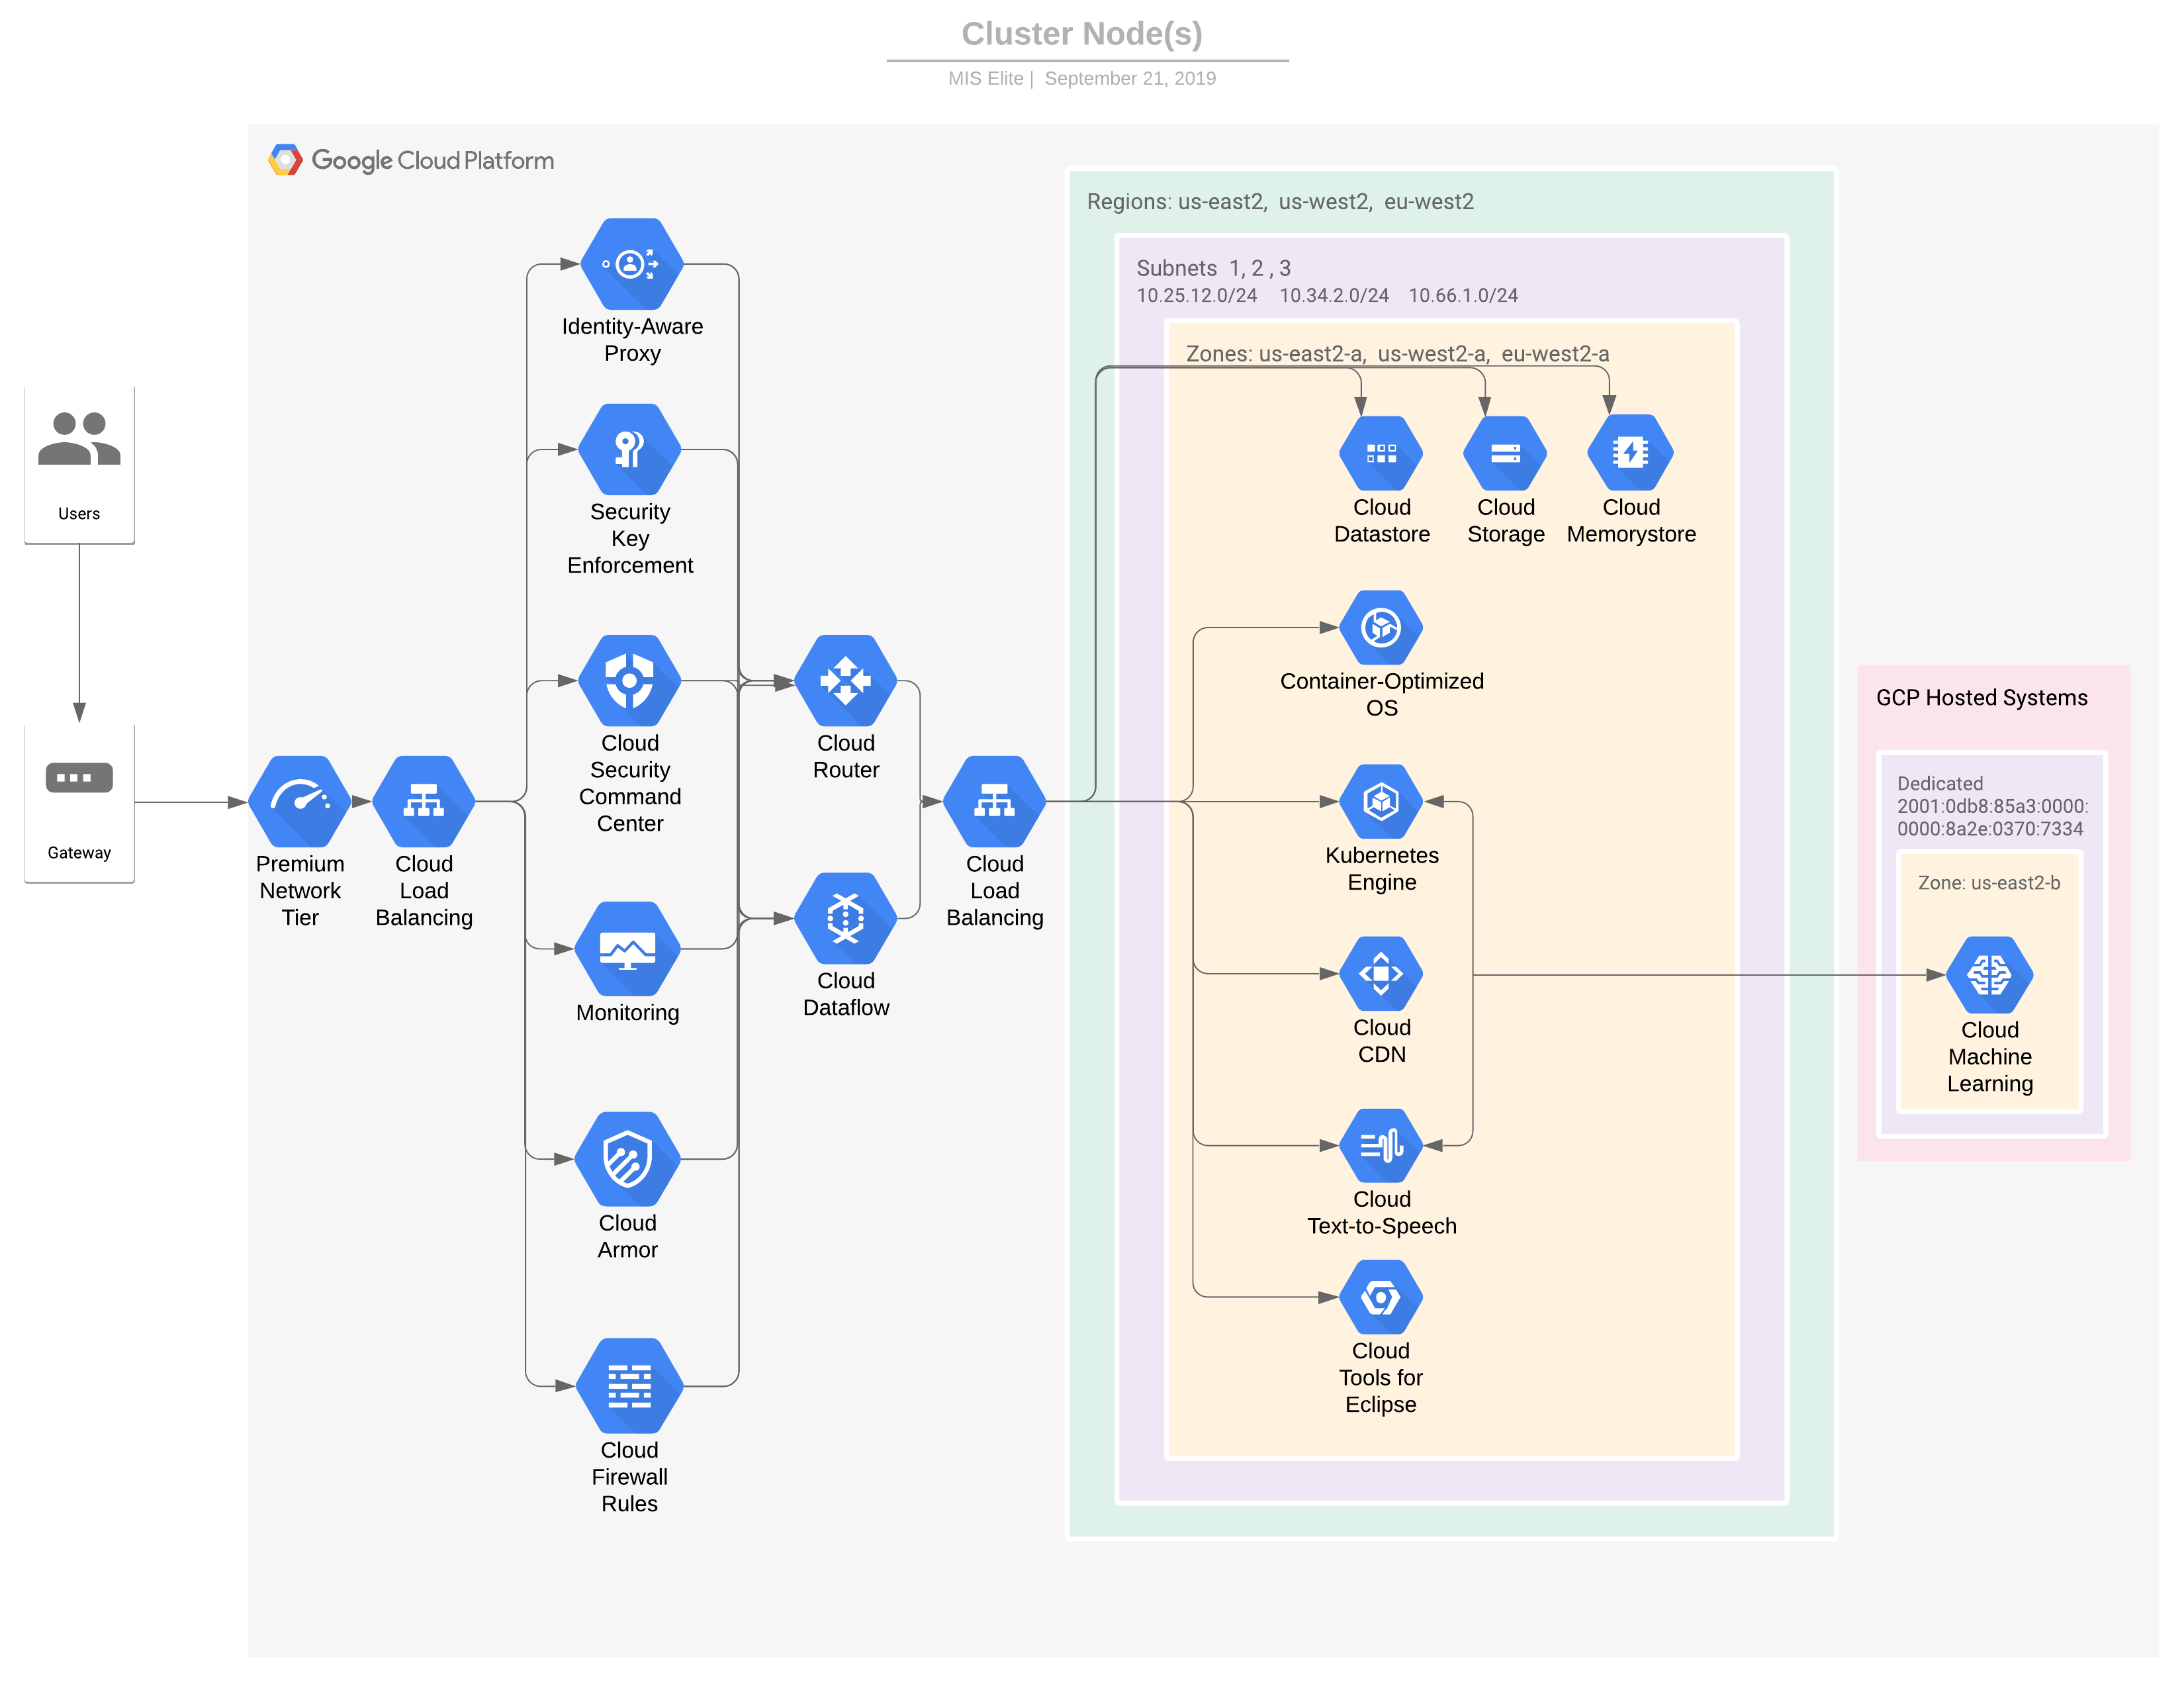 Cluster Node(s)
MIS Elite | September 21, 2019
Google Cloud Platform
Regions: us-east2, us-west2, eu-west2
Subnets 1, 2 , 3
10.25.12.0/24 10.34.2.0/24 10.66.1.0/24
Zones: us-east2-a, us-west2-a, eu-west2-a
Users
Gateway
Premium
Network
Tier
Cloud
Load
Balancing
Identity-Aware
Proxy
Security
Key
Enforcement
Cloud
Security
Command
Center
Monitoring
Cloud
Armor
Cloud
Firewall
Rules
Cloud
Router
Cloud
Dataflow
Cloud
Load
Balancing
Cloud
Datastore
Cloud
Storage
Cloud
Memorystore
Container-Optimized
OS
Kubernetes
Engine
Cloud
CDN
Cloud
Text-to-Speech
Cloud
Tools for
Eclipse
GCP Hosted Systems
Dedicated
2001:0db8:85a3:0000:
0000:8a2e:0370:7334
Zone: us-east2-b
Cloud
Machine
Learning